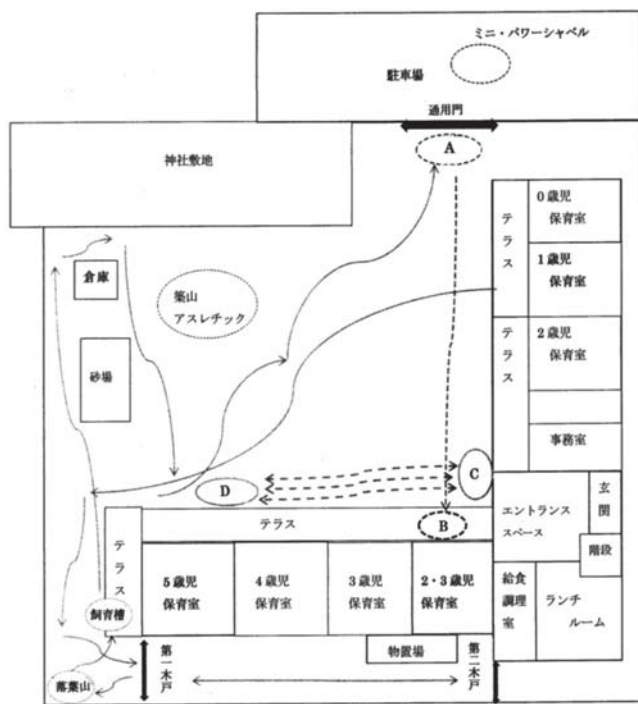 ミニ・パワーシャベル
駐車場
通用門
A
神社敷地
テラス
0歳児
保育室
1歳児
保育室
倉庫
築山
アスレチック
テラス
2歳児
保育室
砂場
事務室
C
D
エントランス
スペース
玄関
テラス
B
階段
テラス
5歳児
保育室
4歳児
保育室
3歳児
保育室
2・3歳児
保育室
給食
調理
室
ランチ
ルーム
飼育槽
第一木戸
物置場
第二木戸
落葉山